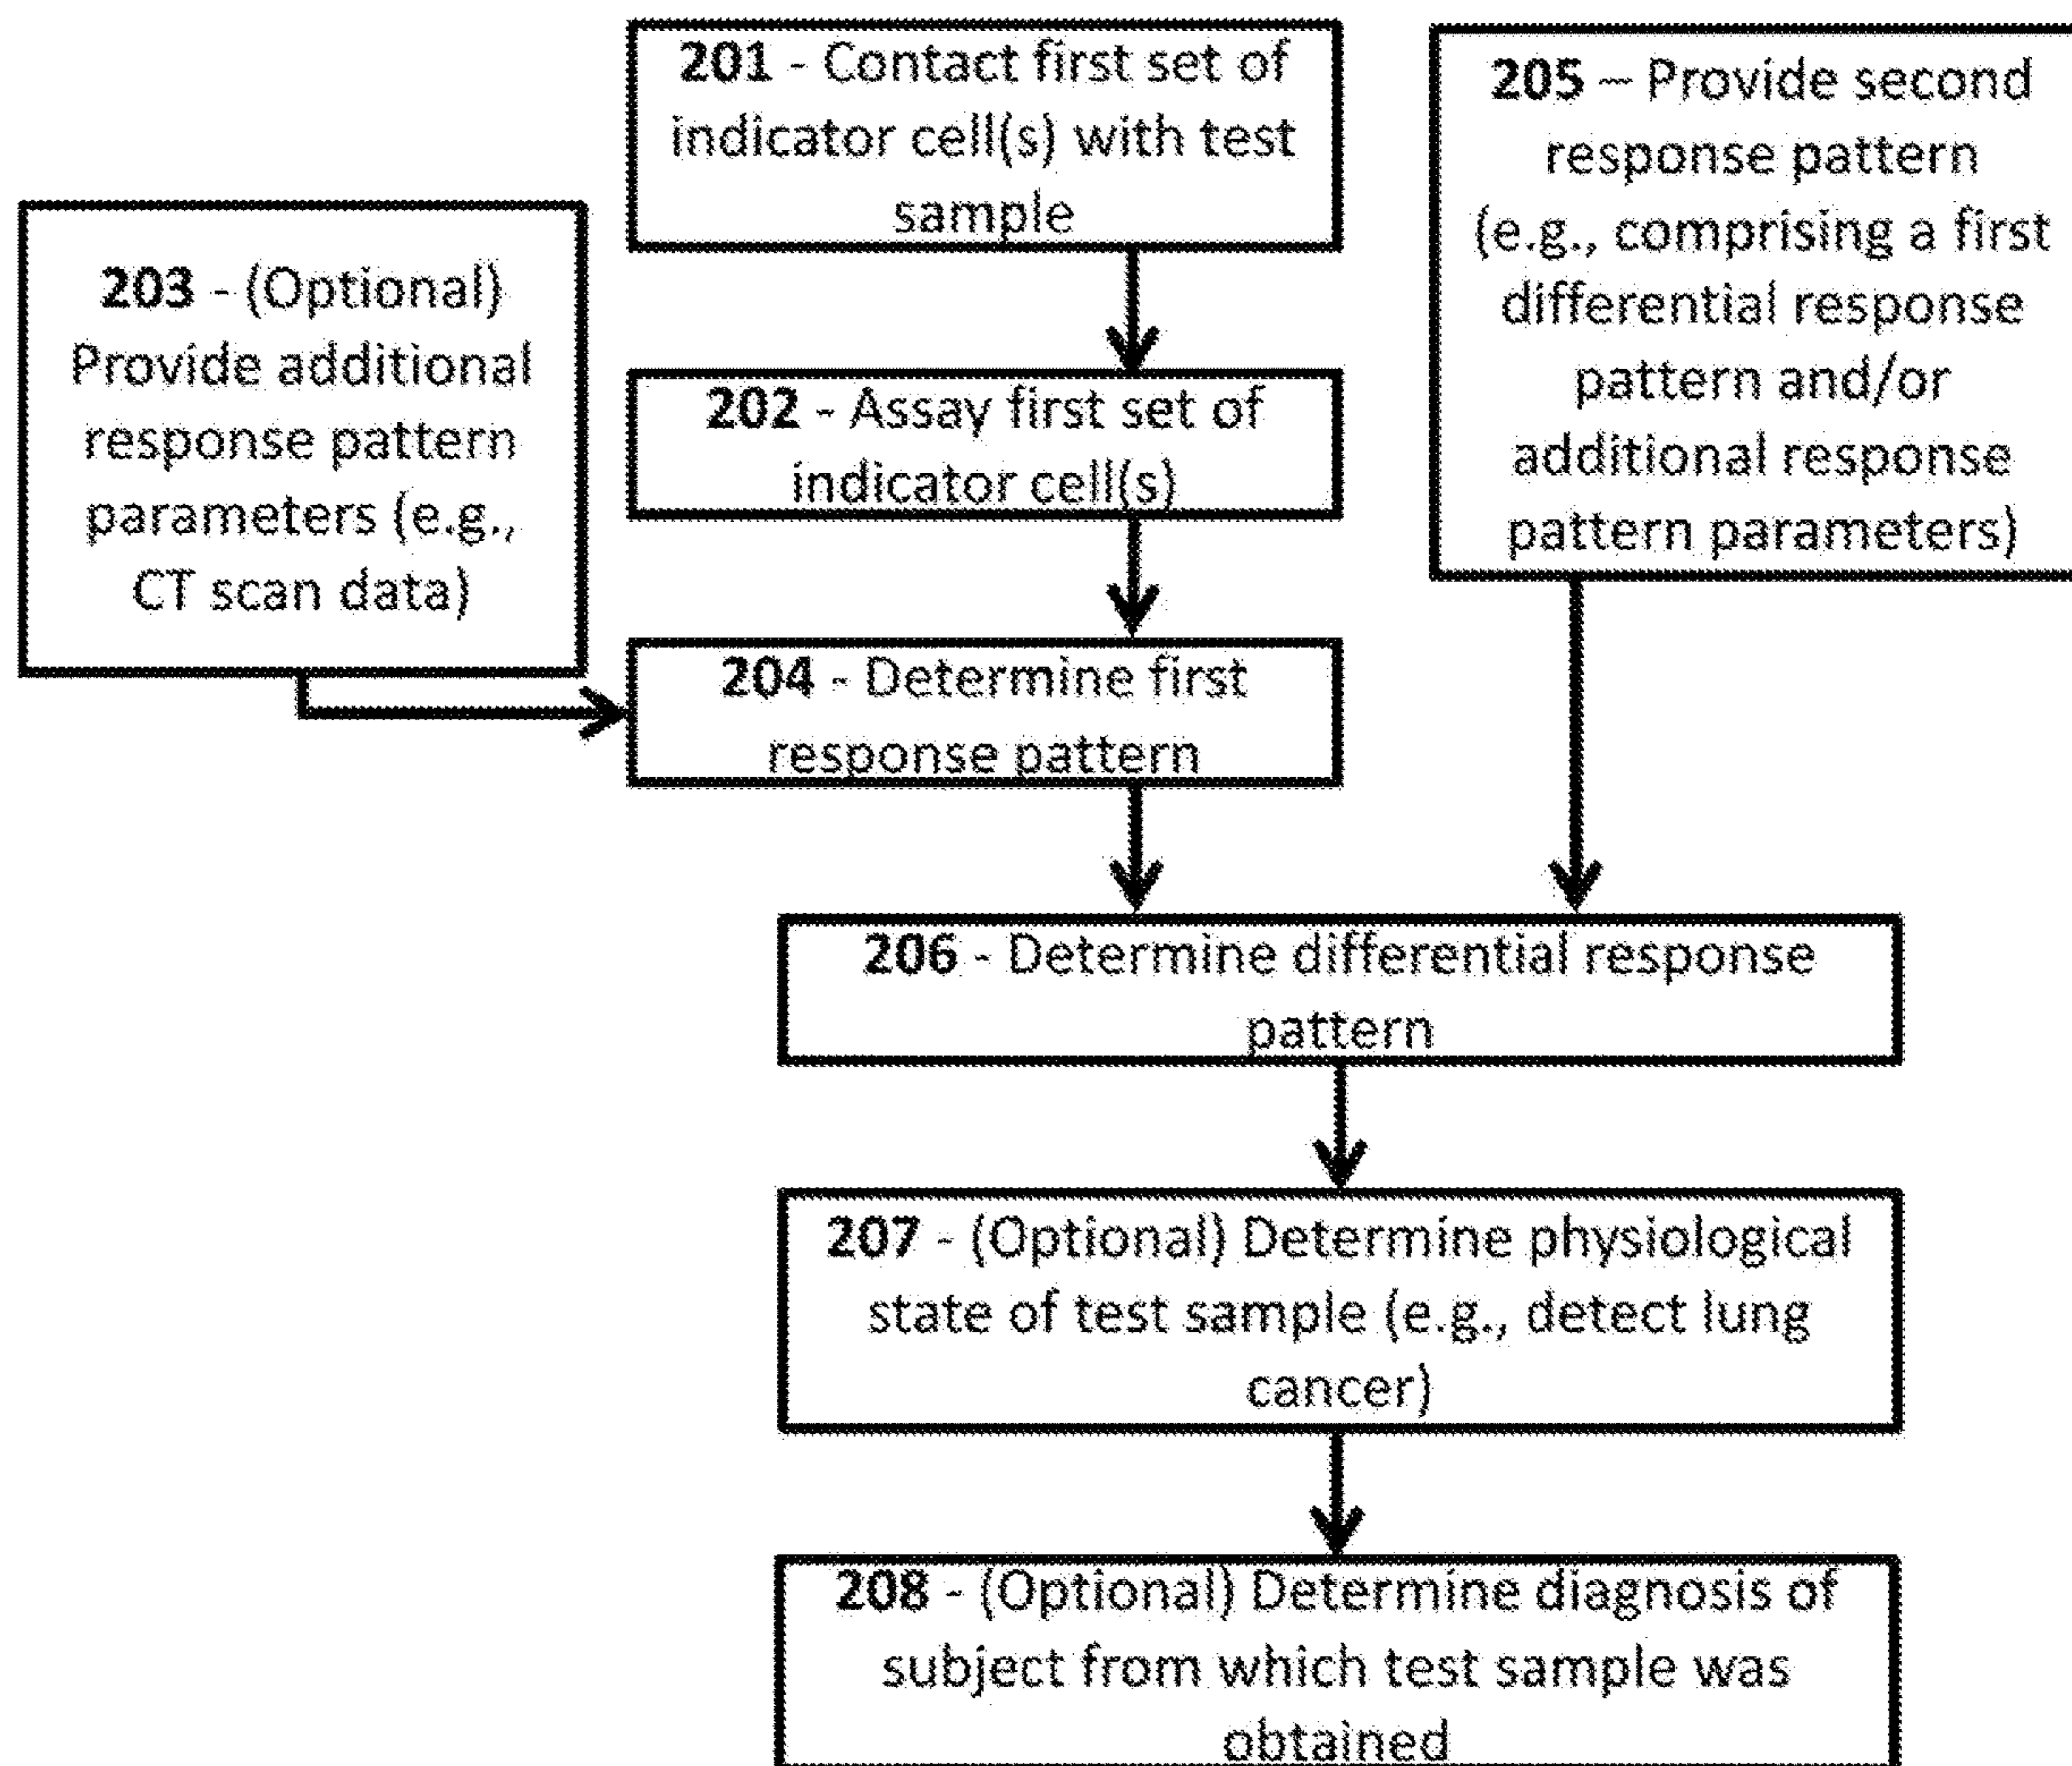 201 - Contact first set of
indicator cell(s) with test
sample
205 – Provide second
response pattern
(e.g., comprising a first
differential response
pattern and/or
additional response
pattern parameters)
203 - (Optional)
Provide additional
response pattern
parameters (e.g.,
CT scan data)
202 - Assay first set of
indicator cell(s)
204 - Determine first
response pattern
206 - Determine differential response
pattern
207 - (Optional) Determine physiological
state of test sample (e.g., detect lung
cancer)
208 - (Optional) Determine diagnosis of
subject from which test sample was
obtained